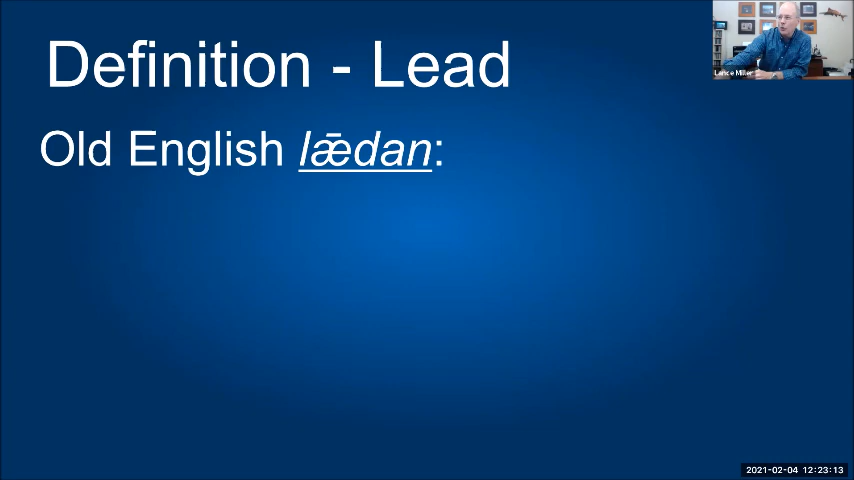 Definition - Lead
Old English lǣdan:
Lance Miller
2021-02-04 12:23:13